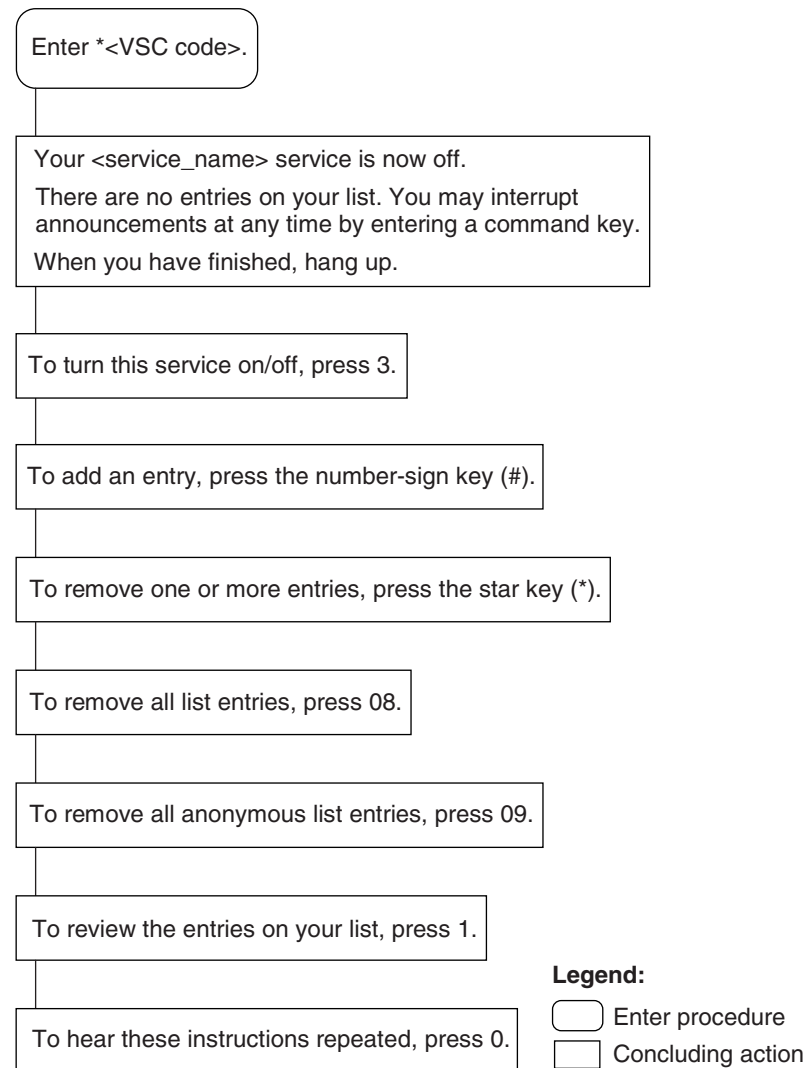 Enter *<VSC code>.
Your <service_name> service is now off.
There are no entries on your list. You may interrupt
announcements at any time by entering a command key.
When you have finished, hang up.
To turn this service on/off, press 3.
To add an entry, press the number-sign key (#).
To remove one or more entries, press the star key (*).
To remove all list entries, press 08.
To remove all anonymous list entries, press 09.
To review the entries on your list, press 1.
To hear these instructions repeated, press 0.
Legend:
Enter procedure
Concluding action